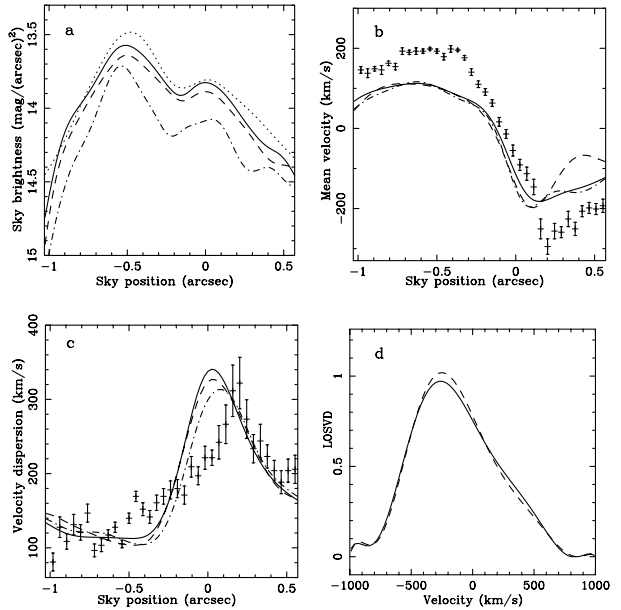 a
Sky brightness (mag/(arcsec)²)
13.5
14
14.5
15
−1
−0.5
0
0.5
Sky position (arcsec)
b
Mean velocity (km/s)
200
0
−200
−1
−0.5
0
0.5
Sky position (arcsec)
c
Velocity dispersion (km/s)
400
300
200
100
−1
−0.5
0
0.5
Sky position (arcsec)
d
LOSVD
1
0.5
0
−1000
−500
0
500
1000
Velocity (km/s)